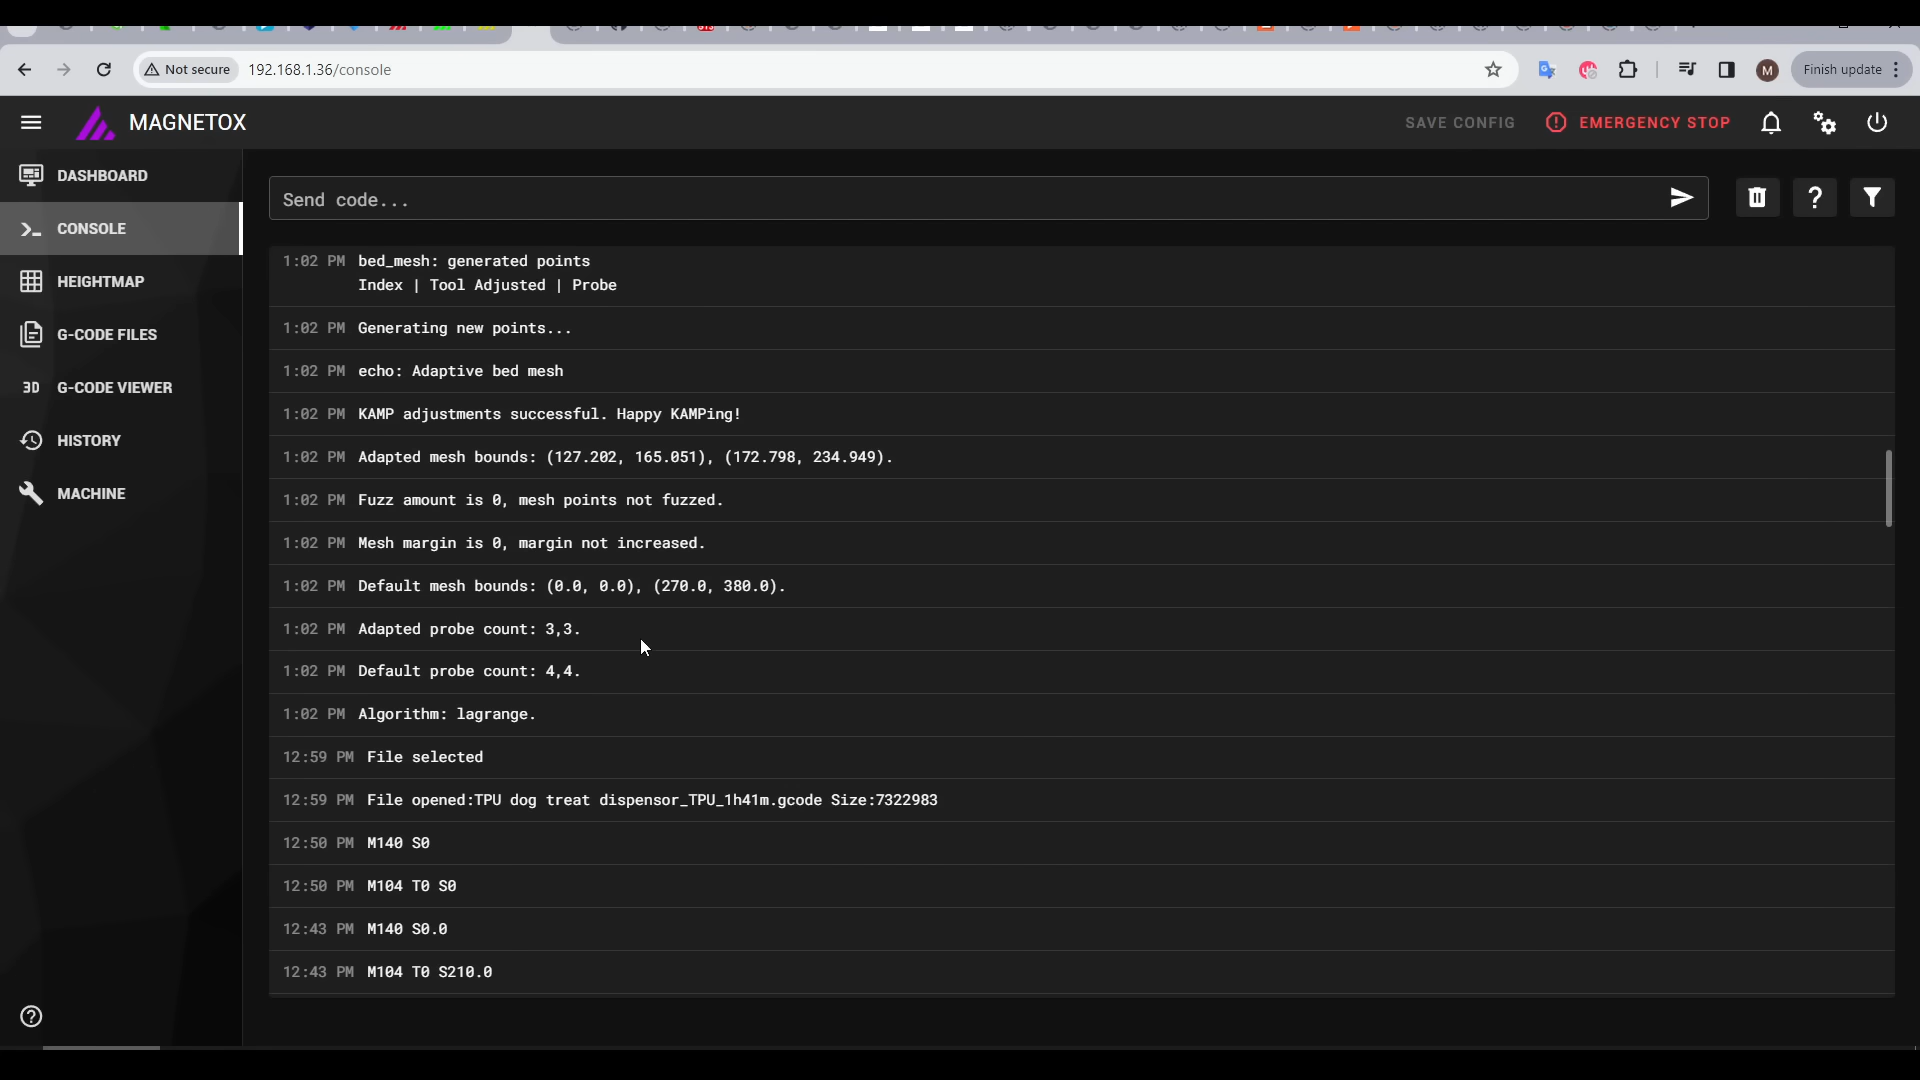 Not secure 192.168.1.36/console
M
Finish update
MAGNETOX
SAVE CONFIG
EMERGENCY STOP
DASHBOARD
CONSOLE
HEIGHTMAP
G-CODE FILES
3D G-CODE VIEWER
HISTORY
MACHINE
Send code...
1:02 PM bed_mesh: generated points
Index | Tool Adjusted | Probe
1:02 PM Generating new points...
1:02 PM echo: Adaptive bed mesh
1:02 PM KAMP adjustments successful. Happy KAMPing!
1:02 PM Adapted mesh bounds: (127.202, 165.051), (172.798, 234.949).
1:02 PM Fuzz amount is 0, mesh points not fuzzed.
1:02 PM Mesh margin is 0, margin not increased.
1:02 PM Default mesh bounds: (0.0, 0.0), (270.0, 380.0).
1:02 PM Adapted probe count: 3,3.
1:02 PM Default probe count: 4,4.
1:02 PM Algorithm: lagrange.
12:59 PM File selected
12:59 PM File opened:TPU dog treat dispensor_TPU_1h41m.gcode Size:7322983
12:50 PM M140 S0
12:50 PM M104 T0 S0
12:43 PM M140 S0.0
12:43 PM M104 T0 S210.0